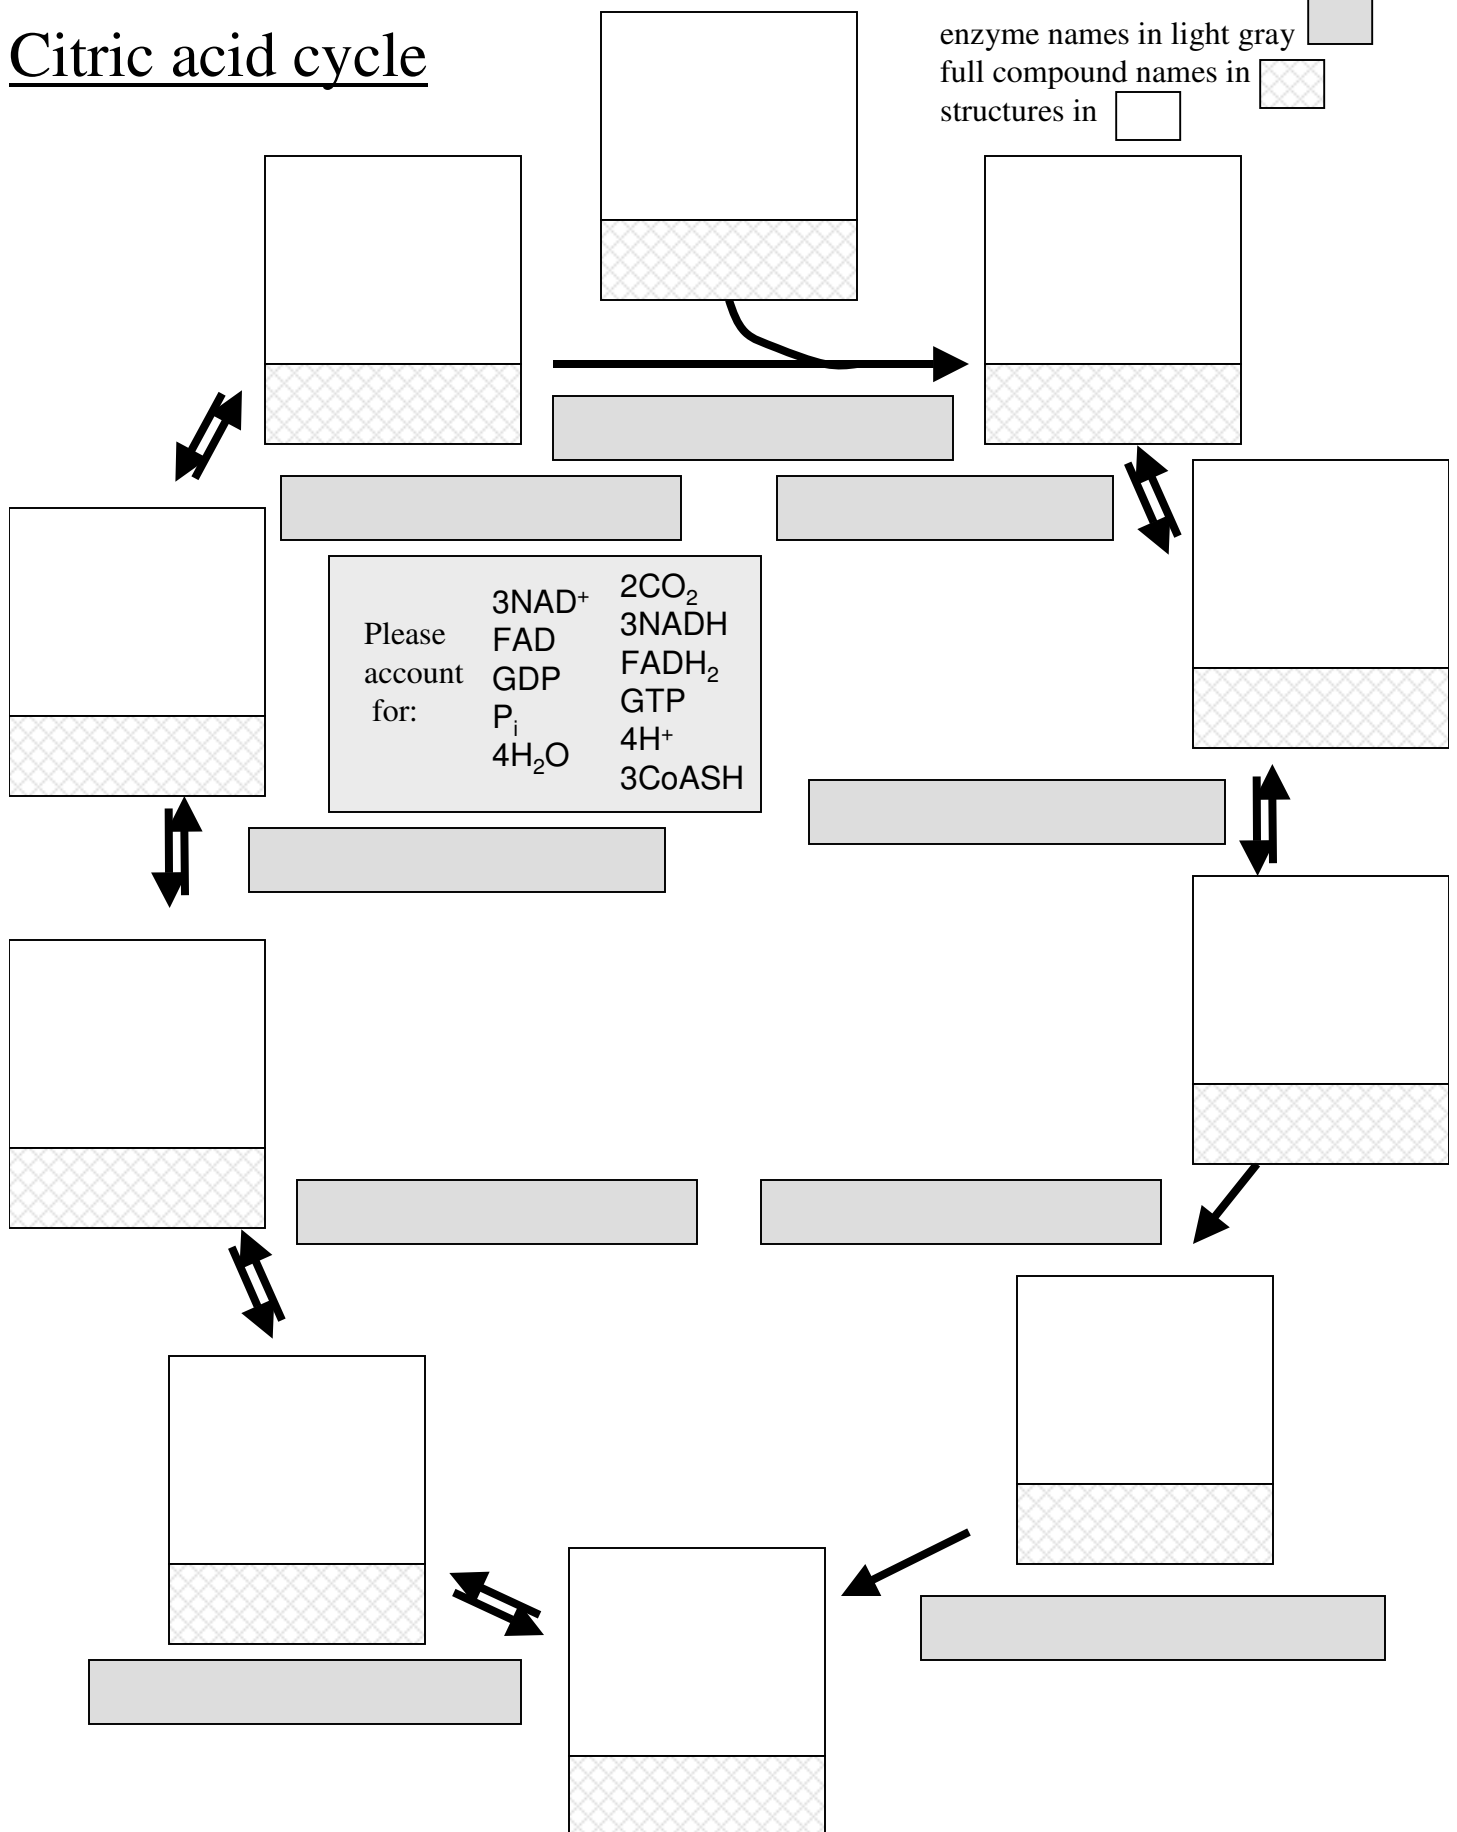 Citric acid cycle
enzyme names in light gray
full compound names in
structures in
Please
account
for:
3NAD⁺
FAD
GDP
Pᵢ
4H₂O
2CO₂
3NADH
FADH₂
GTP
4H⁺
3CoASH